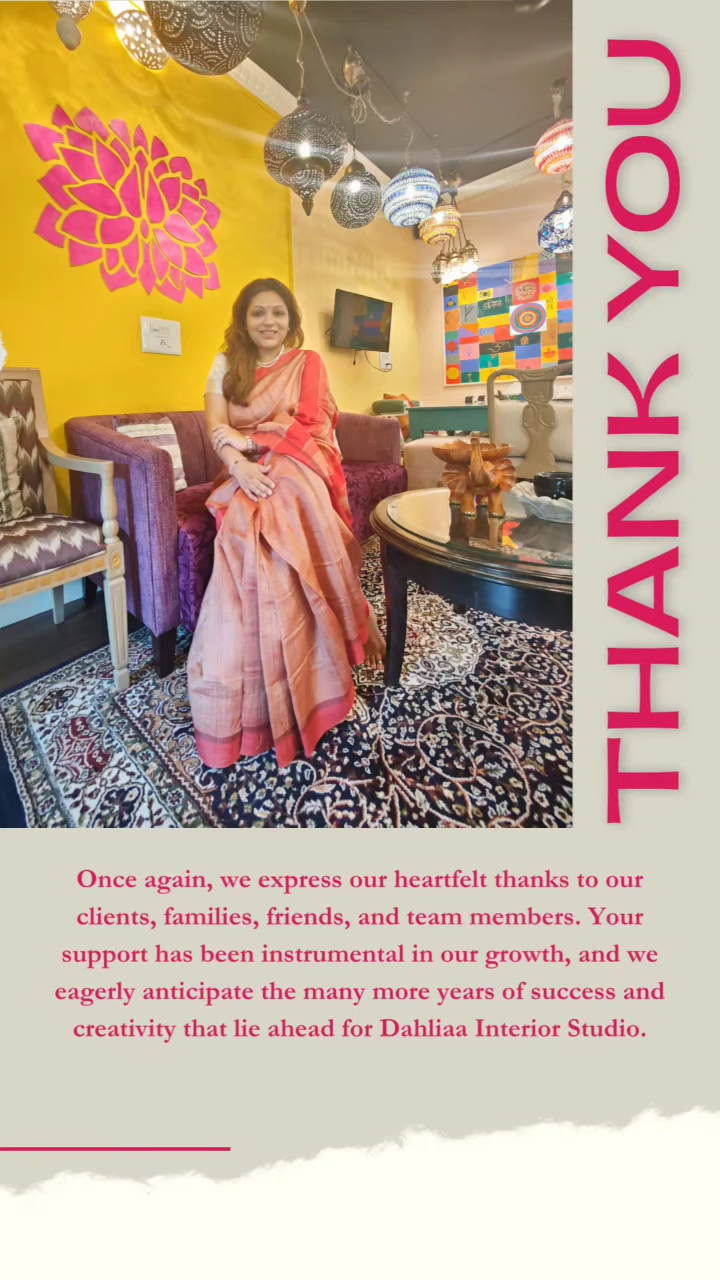 THANK YOU
Once again, we express our heartfelt thanks to our
clients, families, friends, and team members. Your
support has been instrumental in our growth, and we
eagerly anticipate the many more years of success and
creativity that lie ahead for Dahliaa Interior Studio.